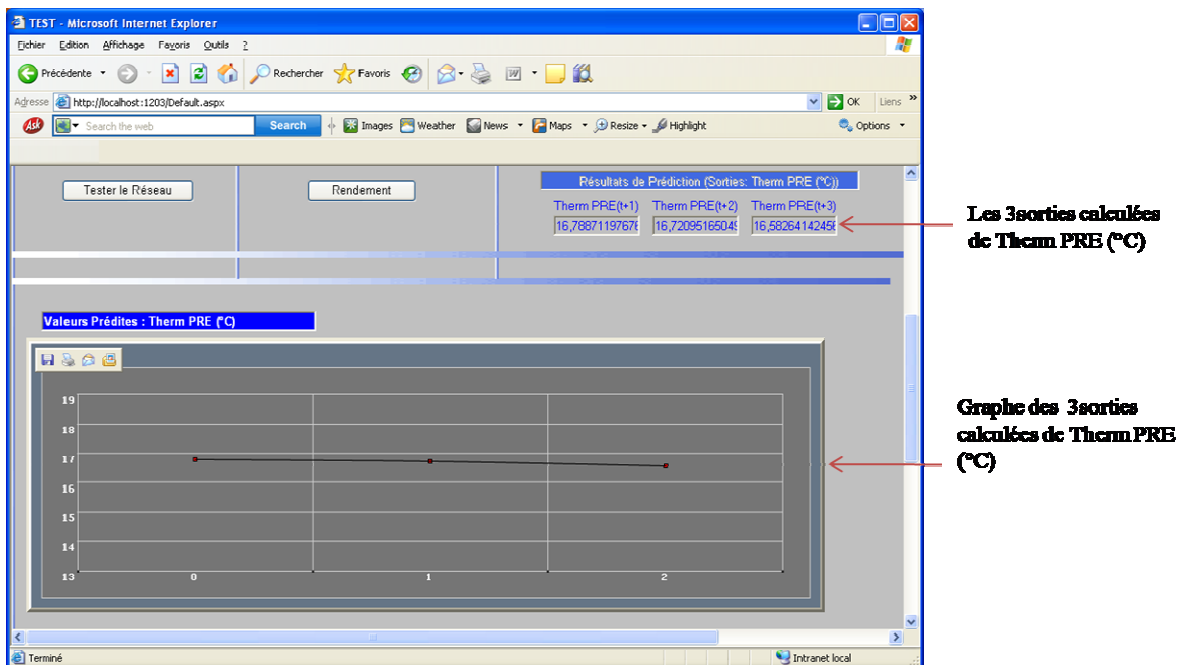 TEST - Microsoft Internet Explorer
Fichier Edition Affichage Favoris Outils ?
Précédente Rechercher Favoris
Adresse http://localhost:1203/Default.aspx OK Liens »
Ask Search the web Search Images Weather News Maps Resize Highlight Options
Tester le Réseau Rendement Résultats de Prédiction (Sorties: Therm PRE (°C))
Therm PRE(t+1) Therm PRE(t+2) Therm PRE(t+3)
16,78871197676 16,72095165049 16,58264142458
Les 3sorties calculées
de Therm PRE (°C)
Valeurs Prédites : Therm PRE (°C)
19
18
17
16
15
14
13
0 1 2
Graphe des 3sorties
calculées de Therm PRE
(°C)
Terminé Intranet local